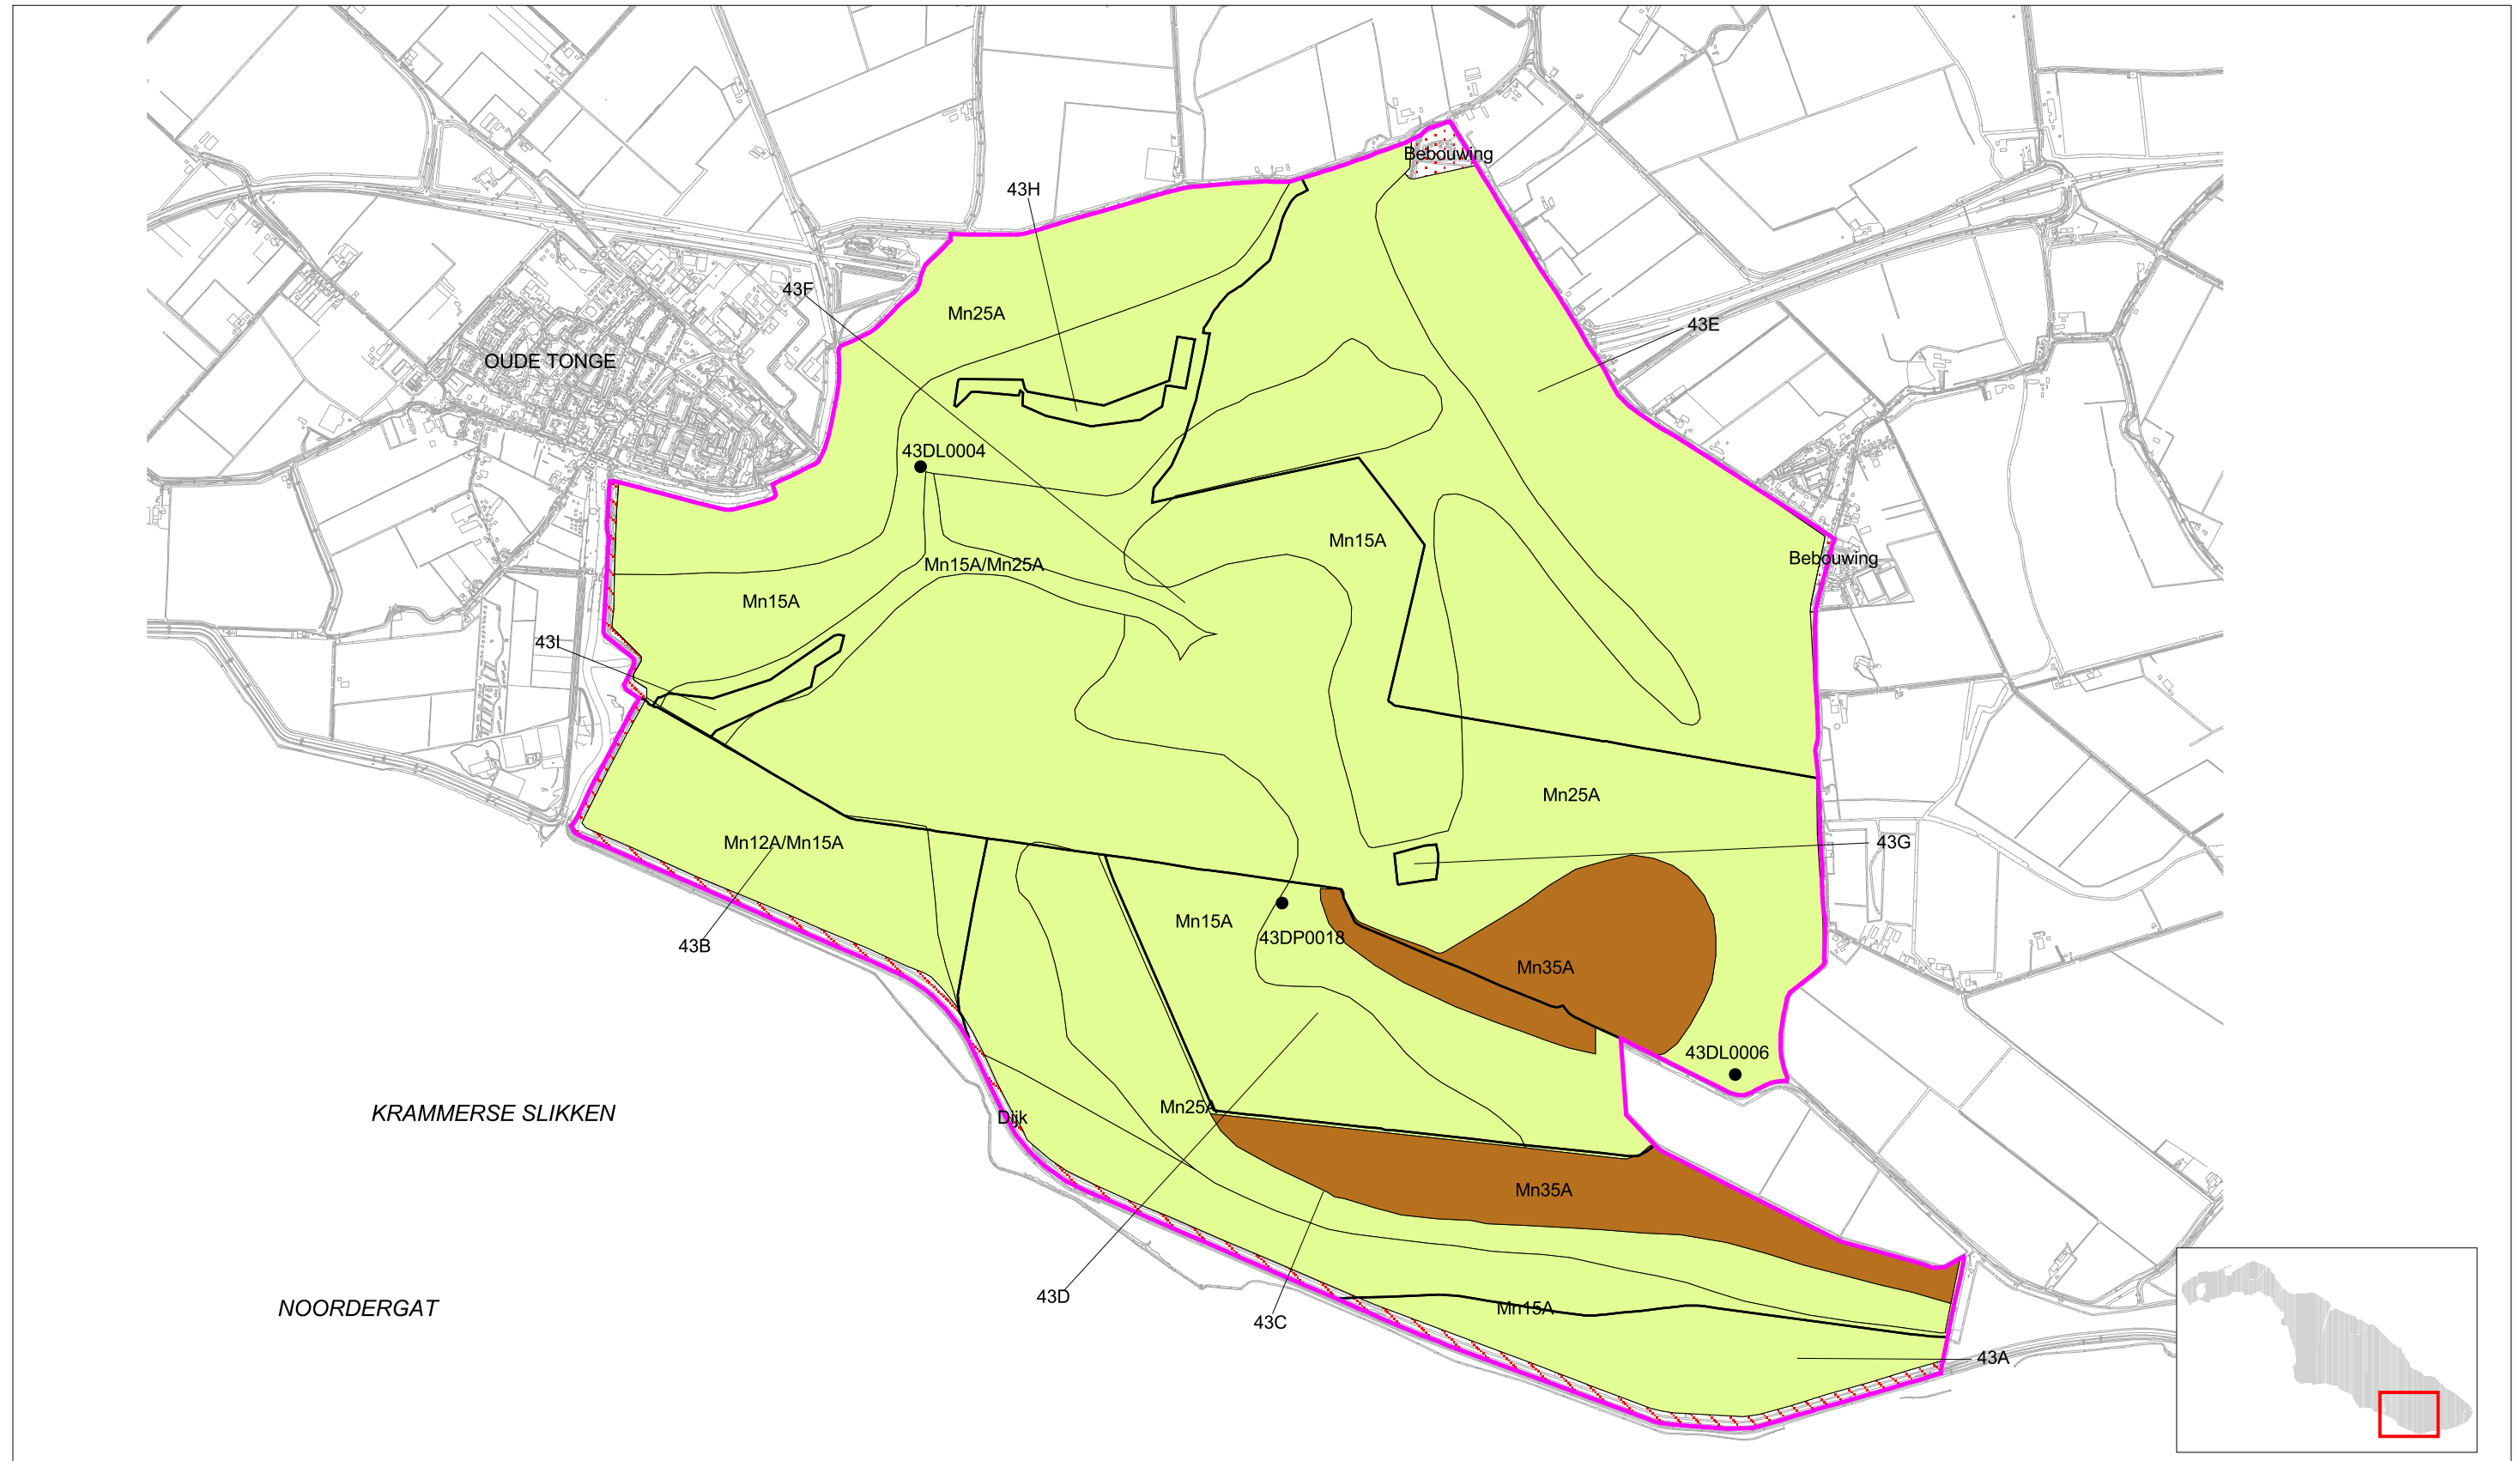 Bebouwing
43H
43F
Mn25A
43E
OUDE TONGE
43DL0004
Mn15A
Bebouwing
Mn15A/Mn25A
Mn15A
43I
Mn25A
Mn12A/Mn15A
43G
Mn15A
43DP0018
43B
Mn35A
43DL0006
Mn25A
KRAMMERSE SLIKKEN
Dijk
Mn35A
43D
NOORDERGAT
Mn15A
43C
43A